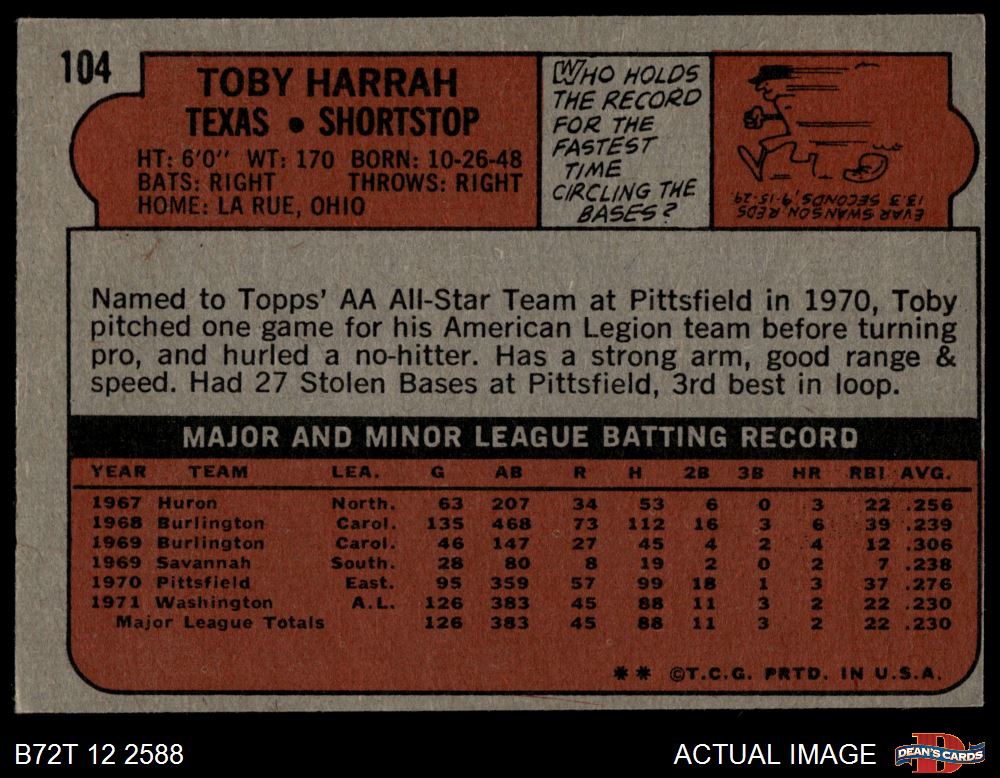 104
TOBY HARRAH
TEXAS • SHORTSTOP
HT: 6'0" WT: 170 BORN: 10-26-48
BATS: RIGHT THROWS: RIGHT
HOME: LA RUE, OHIO
WHO HOLDS
THE RECORD
FOR THE
FASTEST
TIME
CIRCLING THE
BASES?
EVAR SWANSON, REDS
13.3 SECONDS, 9-15-29
Named to Topps' AA All-Star Team at Pittsfield in 1970, Toby
pitched one game for his American Legion team before turning
pro, and hurled a no-hitter. Has a strong arm, good range &
speed. Had 27 Stolen Bases at Pittsfield, 3rd best in loop.
MAJOR AND MINOR LEAGUE BATTING RECORD
YEAR TEAM LEA. G AB R H 2B 3B HR RBI AVG.
1967 Huron North. 63 207 34 53 6 0 3 22 .256
1968 Burlington Carol. 135 468 73 112 16 3 6 39 .239
1969 Burlington Carol. 46 147 27 45 4 2 4 12 .306
1969 Savannah South. 28 80 8 19 2 0 2 7 .238
1970 Pittsfield East. 95 359 57 99 18 1 3 37 .276
1971 Washington A.L. 126 383 45 88 11 3 2 22 .230
Major League Totals 126 383 45 88 11 3 2 22 .230
** ©T.C.G. PRTD. IN U.S.A.
B72T 12 2588
ACTUAL IMAGE
DEAN'S CARDS